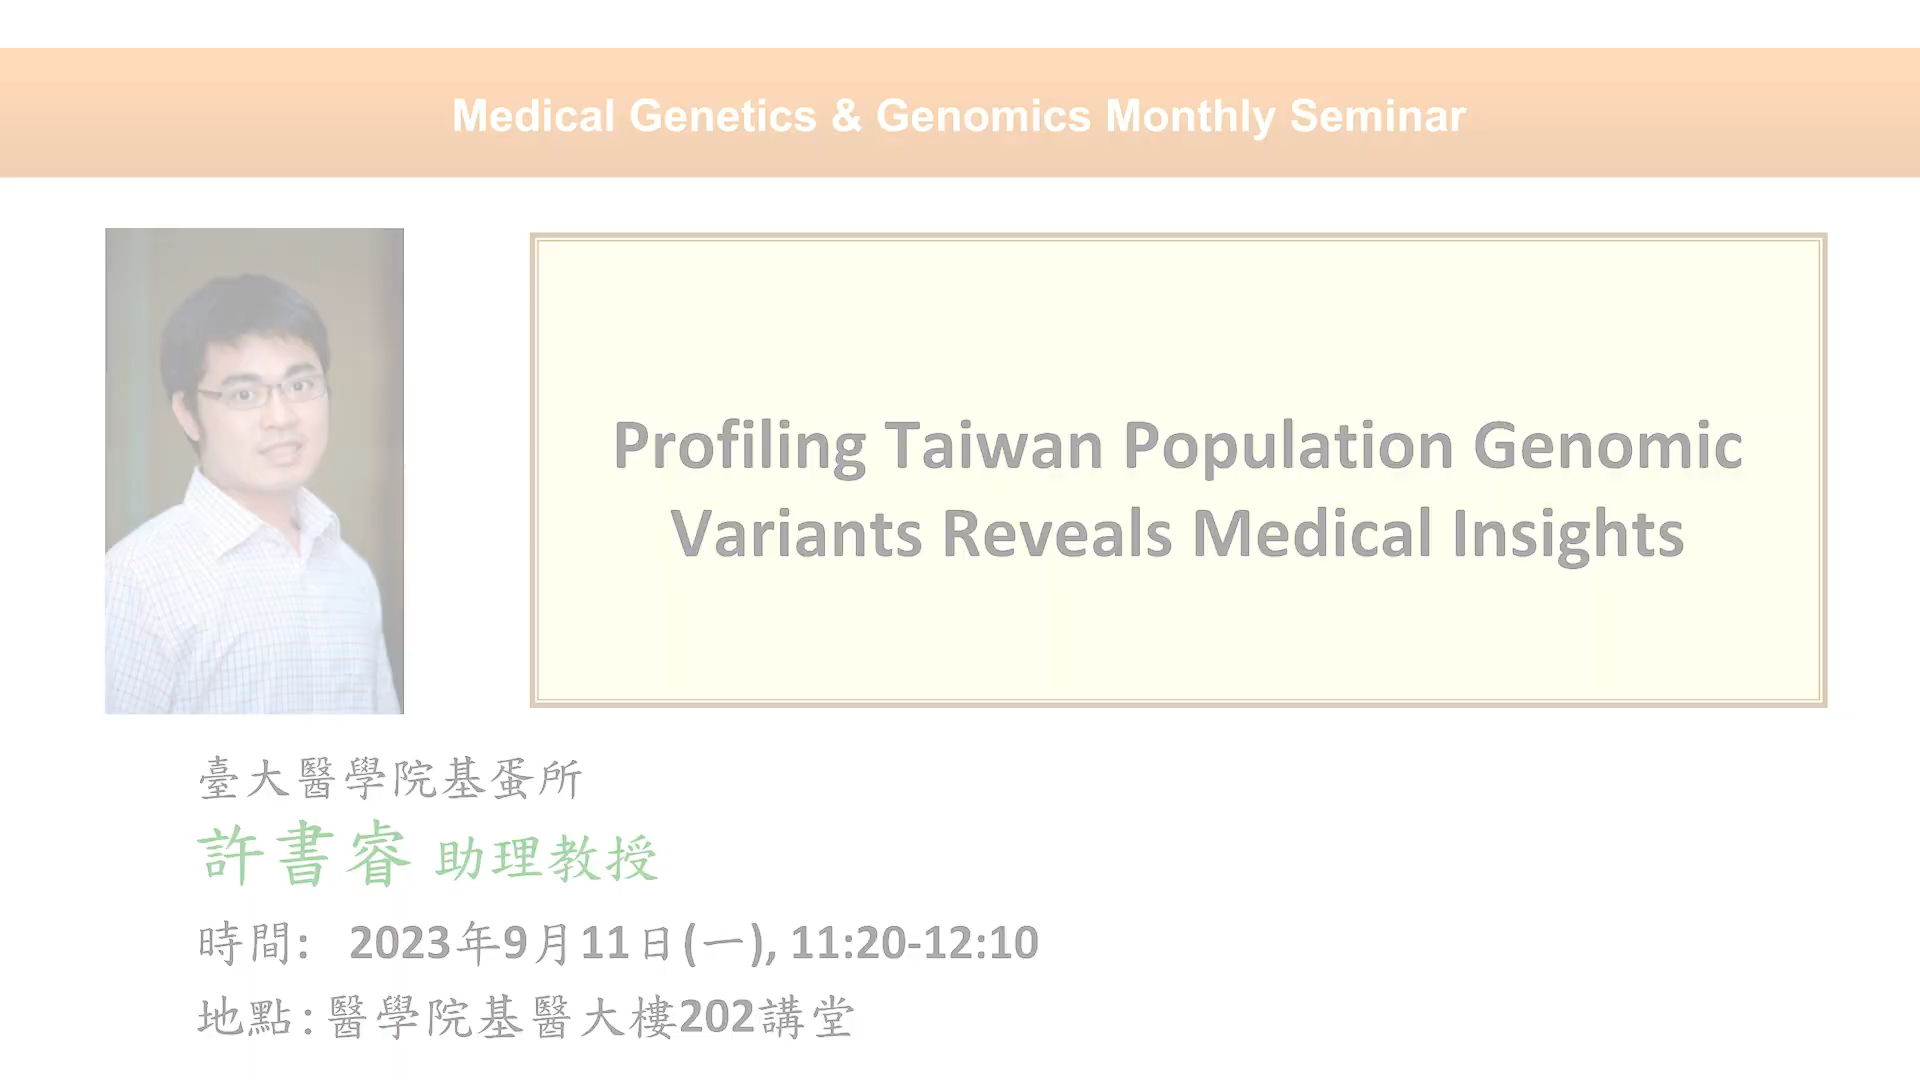 Medical Genetics & Genomics Monthly Seminar
Profiling Taiwan Population Genomic
Variants Reveals Medical Insights
臺大醫學院基蛋所
許書睿 助理教授
時間: 2023年9月11日(一), 11:20-12:10
地點:醫學院基醫大樓202講堂